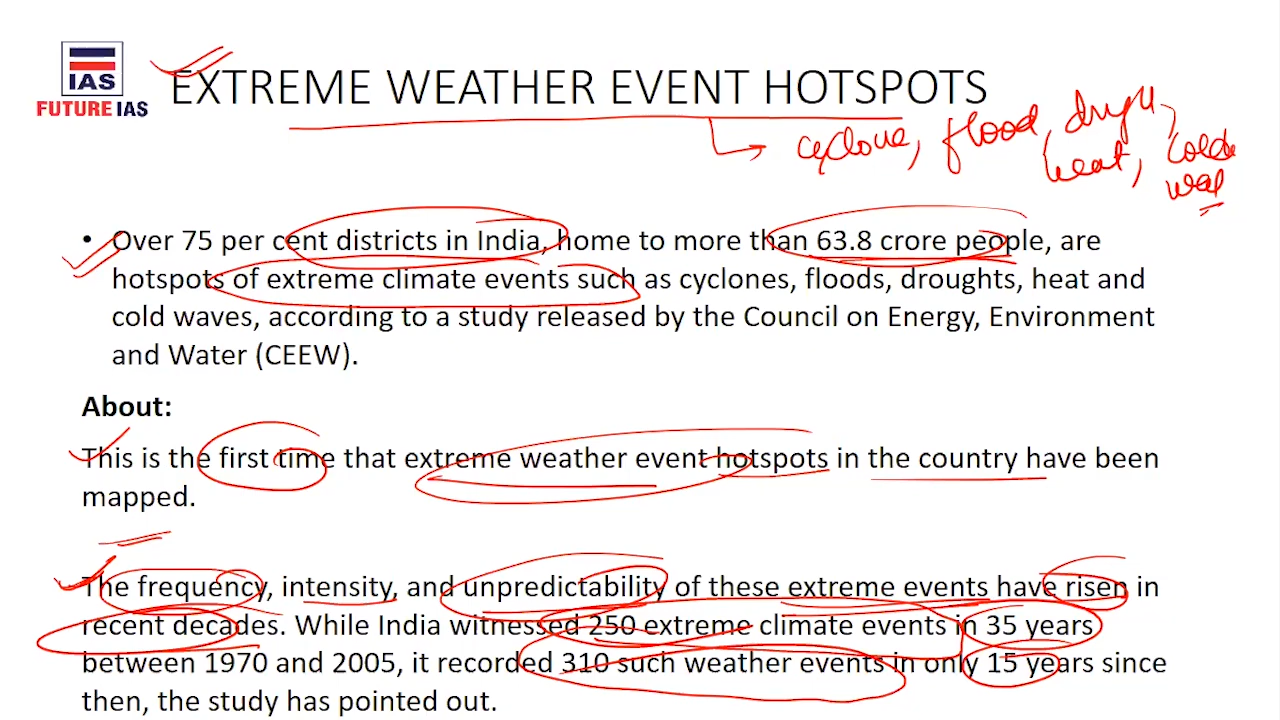 IAS
FUTURE IAS
EXTREME WEATHER EVENT HOTSPOTS
cyclone, flood,
heat, cold
• Over 75 per cent districts in India, home to more than 63.8 crore people, are
hotspots of extreme climate events such as cyclones, floods, droughts, heat and
cold waves, according to a study released by the Council on Energy, Environment
and Water (CEEW).
About:
This is the first time that extreme weather event hotspots in the country have been
mapped.
The frequency, intensity, and unpredictability of these extreme events have risen in
recent decades. While India witnessed 250 extreme climate events in 35 years
between 1970 and 2005, it recorded 310 such weather events in only 15 years since
then, the study has pointed out.